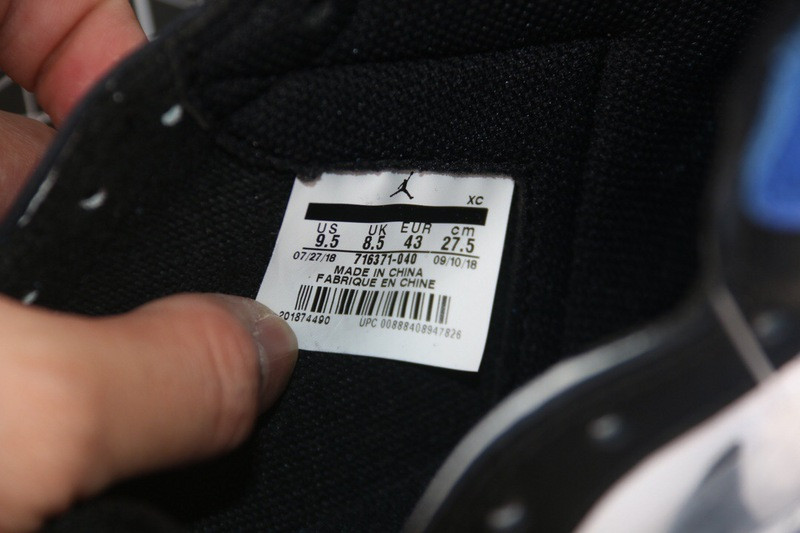 XC
US UK EUR cm
9.5 8.5 43 27.5
07/27/18 716371-040 09/10/18
MADE IN CHINA
FABRIQUE EN CHINE
201874490 UPC 00888408947826